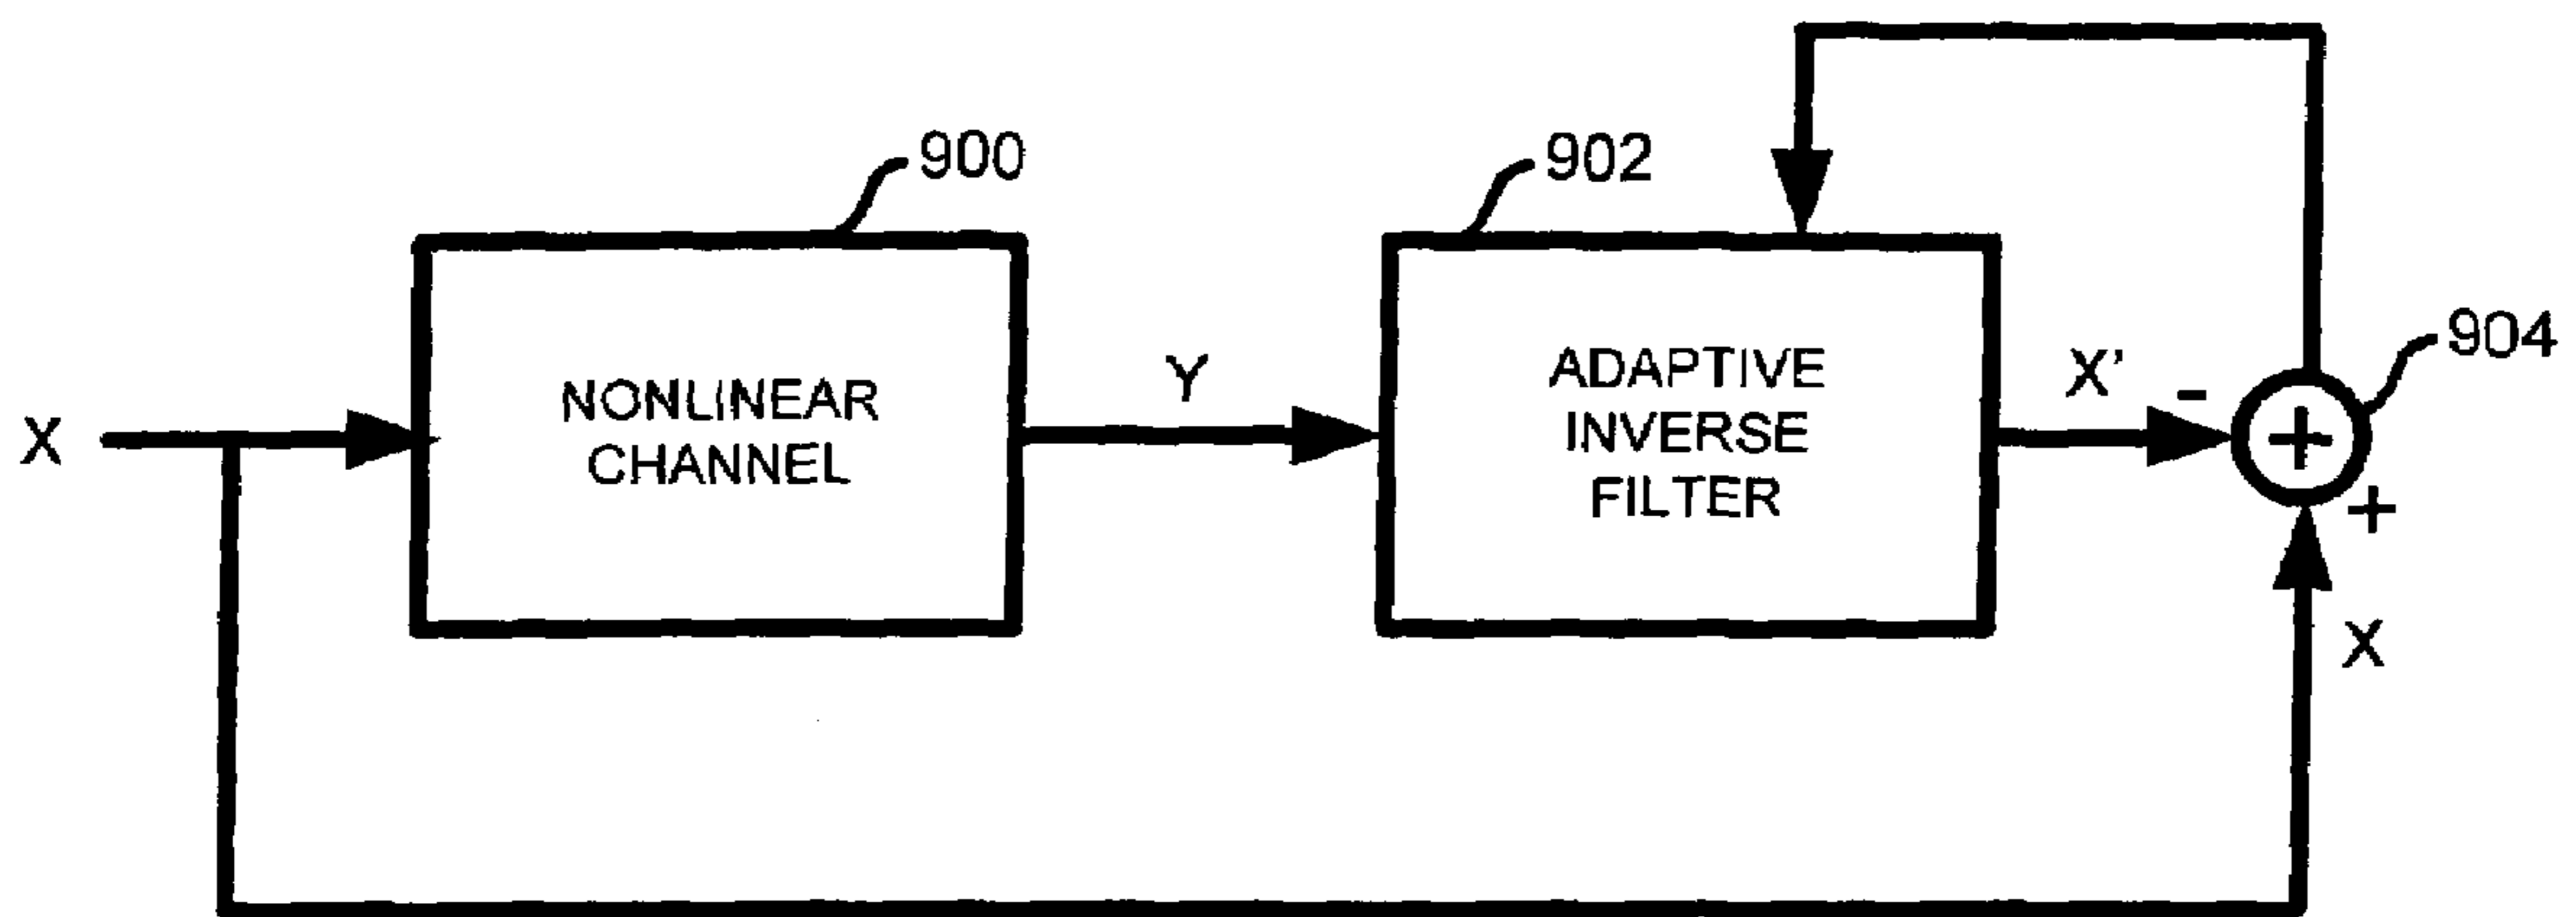 900
902
904
X
NONLINEAR
CHANNEL
Y
ADAPTIVE
INVERSE
FILTER
X'
-
+
+
X